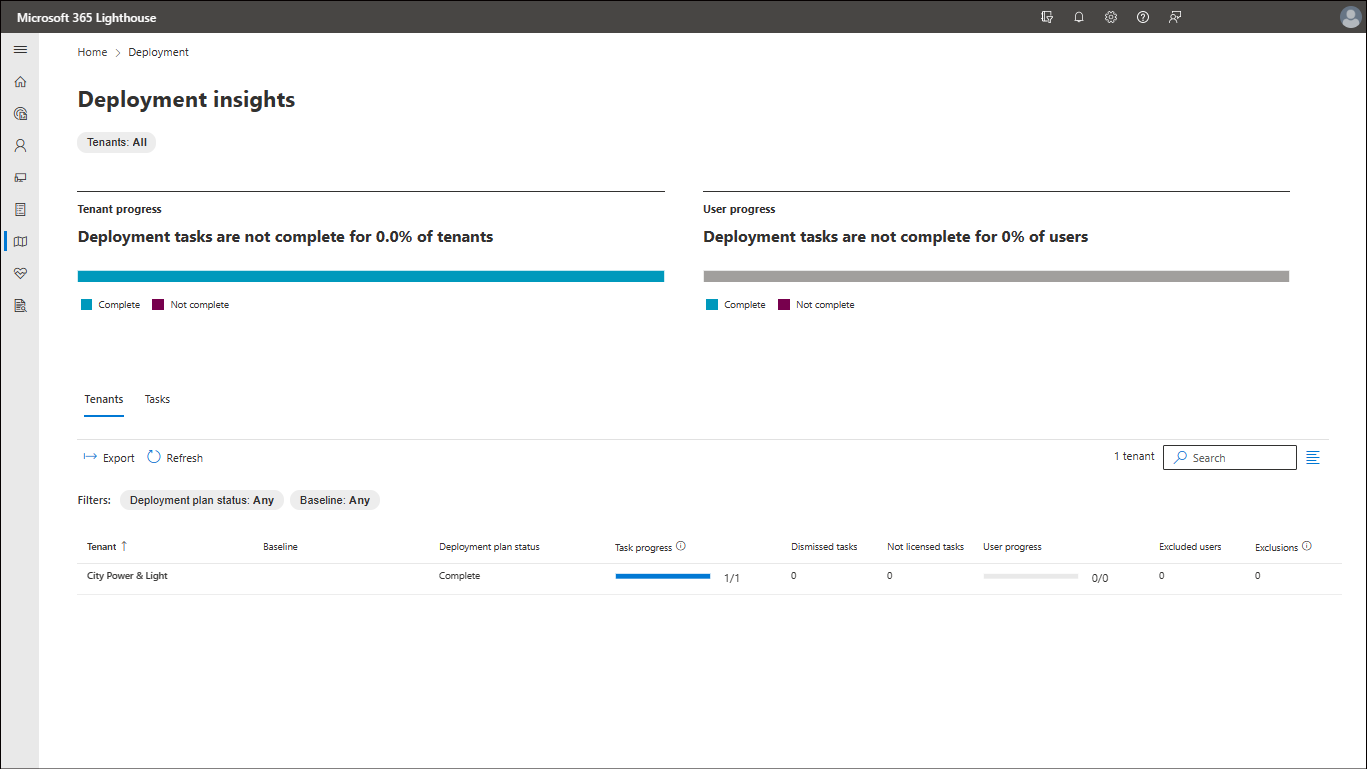 Microsoft 365 Lighthouse
Home > Deployment
Deployment insights
Tenants: All
Tenant progress
Deployment tasks are not complete for 0.0% of tenants
Complete Not complete
User progress
Deployment tasks are not complete for 0% of users
Complete Not complete
Tenants Tasks
Export Refresh 1 tenant Search
Filters: Deployment plan status: Any Baseline: Any
Tenant ↑ Baseline Deployment plan status Task progress Dismissed tasks Not licensed tasks User progress Excluded users Exclusions
City Power & Light Complete 1/1 0 0 0/0 0 0